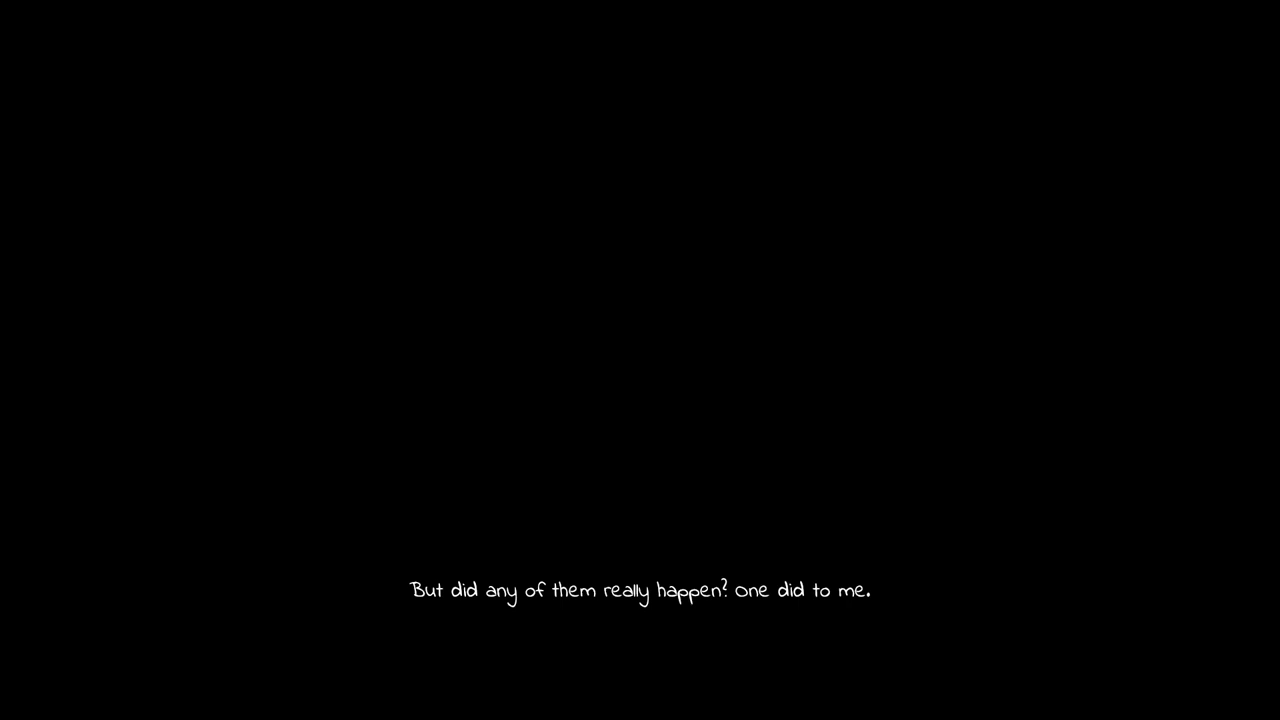 But did any of them really happen? One did to me.